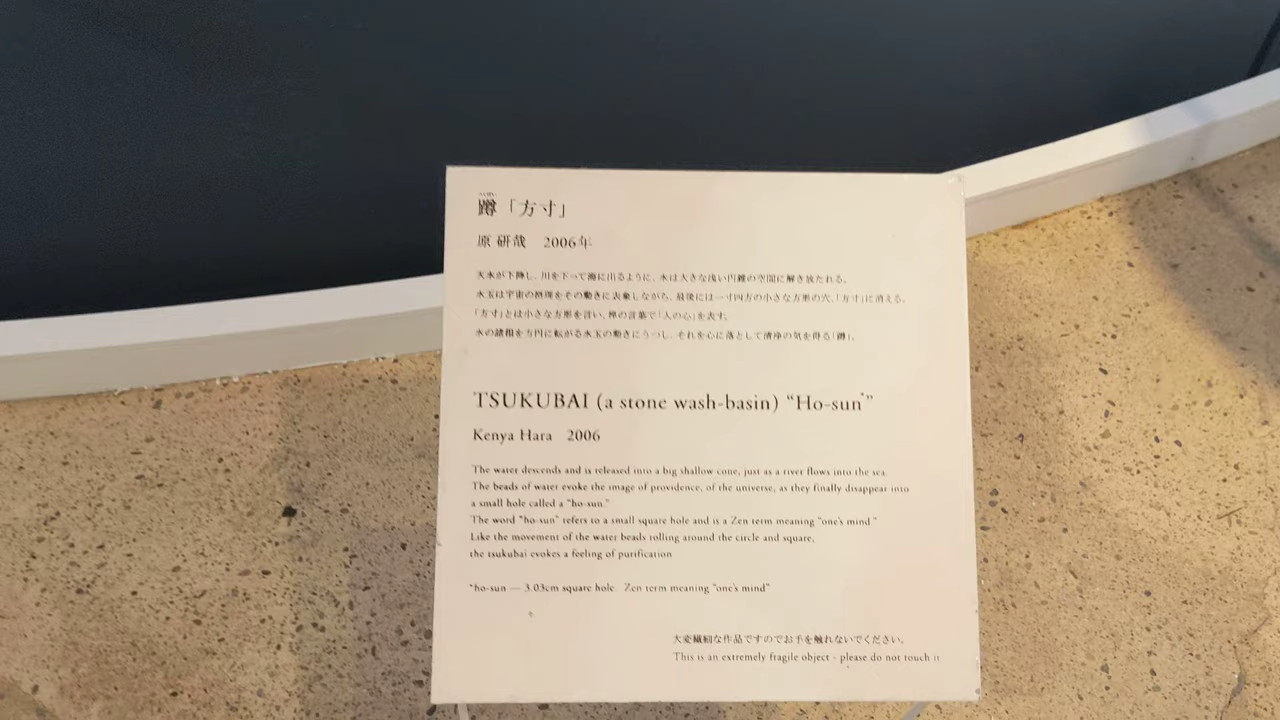 蹲「方寸」
原 研哉 2006年
天水が下降し、川を下って海に出るように、水は大きな浅い円錐の空間に解き放たれる。
水玉は宇宙の摂理をその動きに表象しながら、最後には一寸四方の小さな方形の穴、「方寸」に消える。
「方寸」とは小さな方形を言い、禅の言葉で「人の心」を表す。
水の諸相を方円に転がる水玉の動きにうつし、それを心に落として清浄の気を得る「蹲」。
TSUKUBAI (a stone wash-basin) “Ho-sun*”
Kenya Hara 2006
The water descends and is released into a big shallow cone, just as a river flows into the sea.
The beads of water evoke the image of providence, of the universe, as they finally disappear into
a small hole called a “ho-sun.”
The word “ho-sun” refers to a small square hole and is a Zen term meaning “one's mind ”
Like the movement of the water beads rolling around the circle and square,
the tsukubai evokes a feeling of purification
*ho-sun — 3.03cm square hole. Zen term meaning “one's mind”
大変繊細な作品ですのでお手を触れないでください。
This is an extremely fragile object - please do not touch it